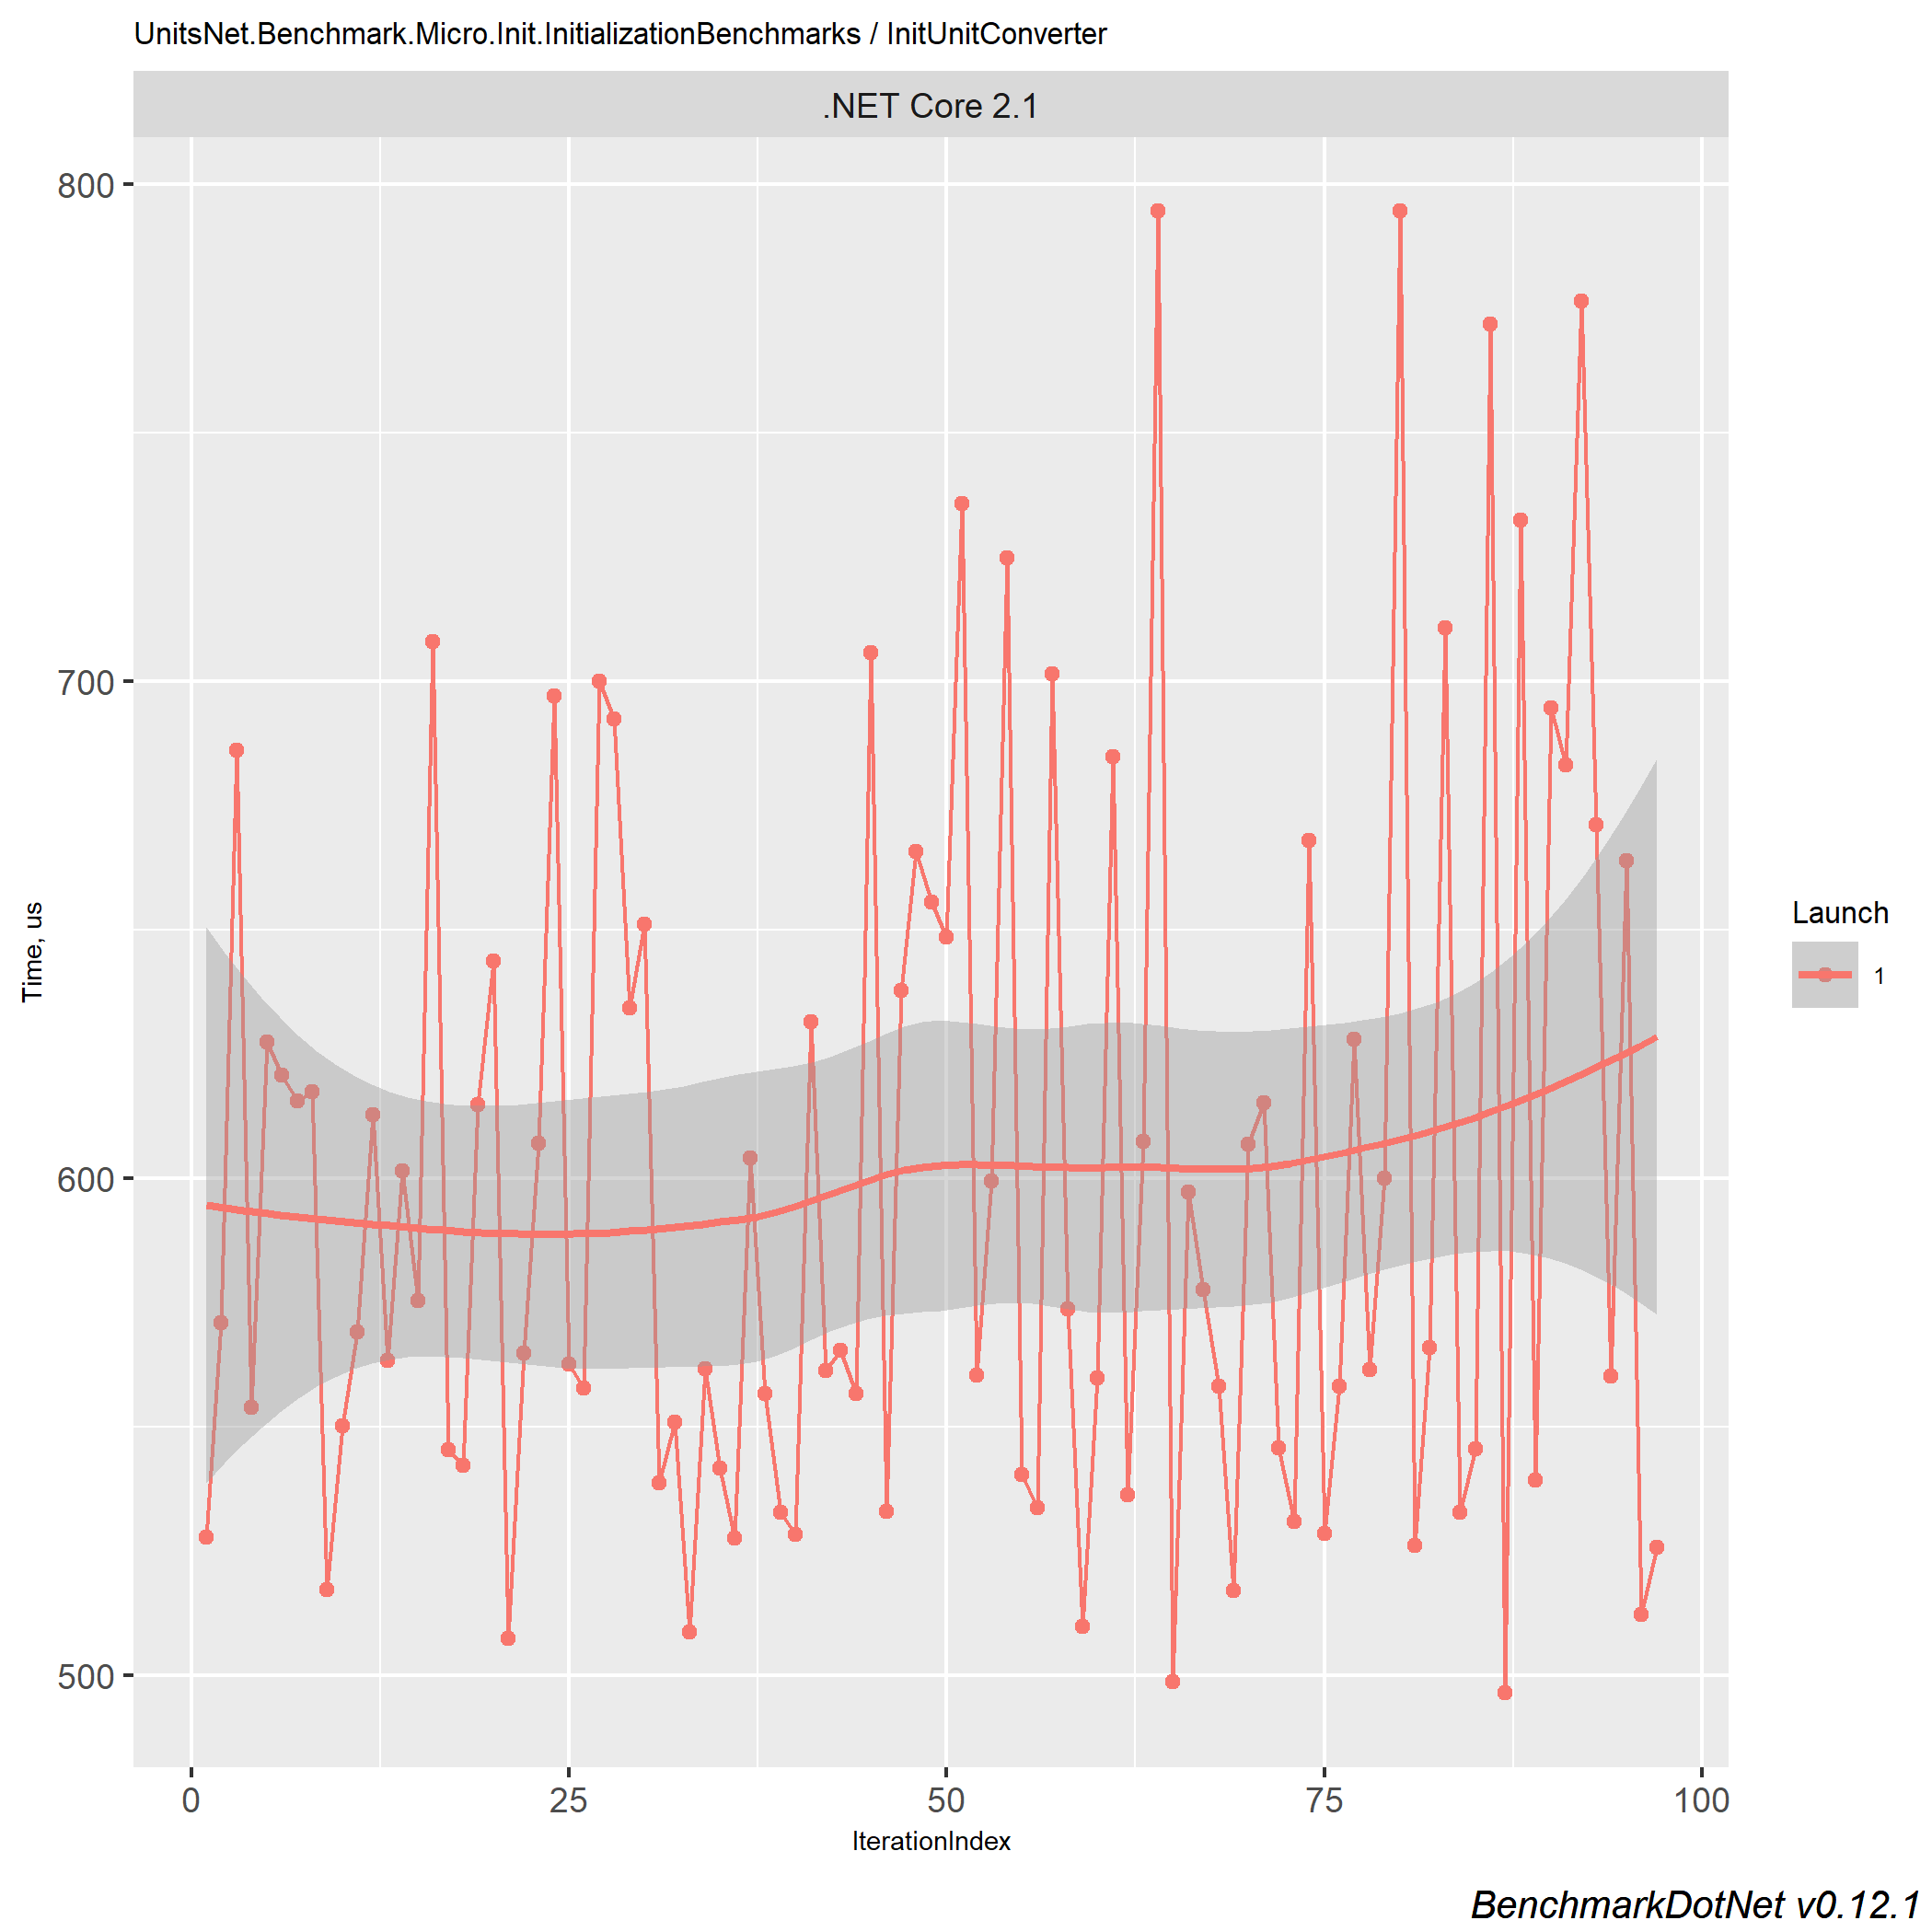 UnitsNet.Benchmark.Micro.Init.InitializationBenchmarks / InitUnitConverter
.NET Core 2.1
800
700
600
500
Time, us
0 25 50 75 100
IterationIndex
Launch
1
BenchmarkDotNet v0.12.1